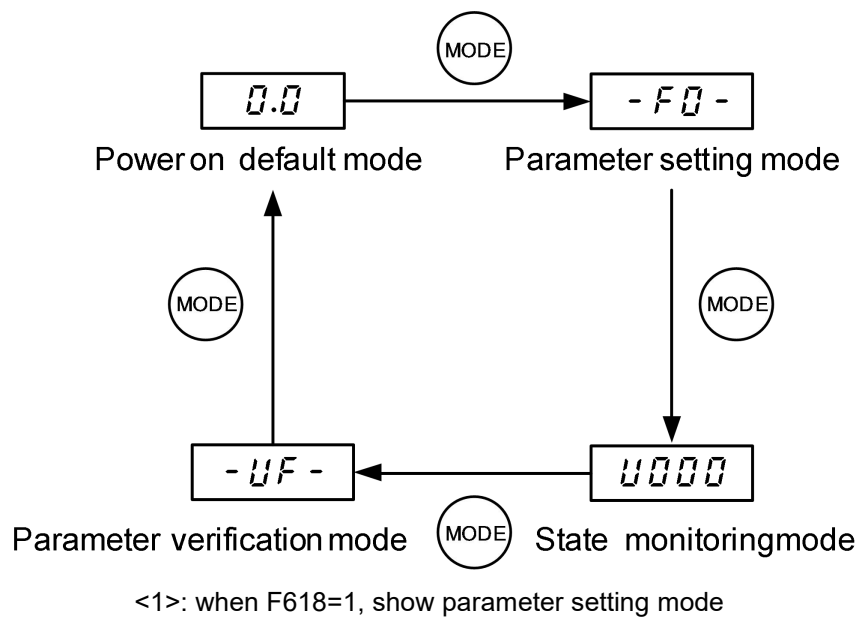 MODE
0.0
- F0 -
Power on default mode
Parameter setting mode
MODE
MODE
- UF -
U000
Parameter verification mode
MODE
State monitoringmode
<1>: when F618=1, show parameter setting mode